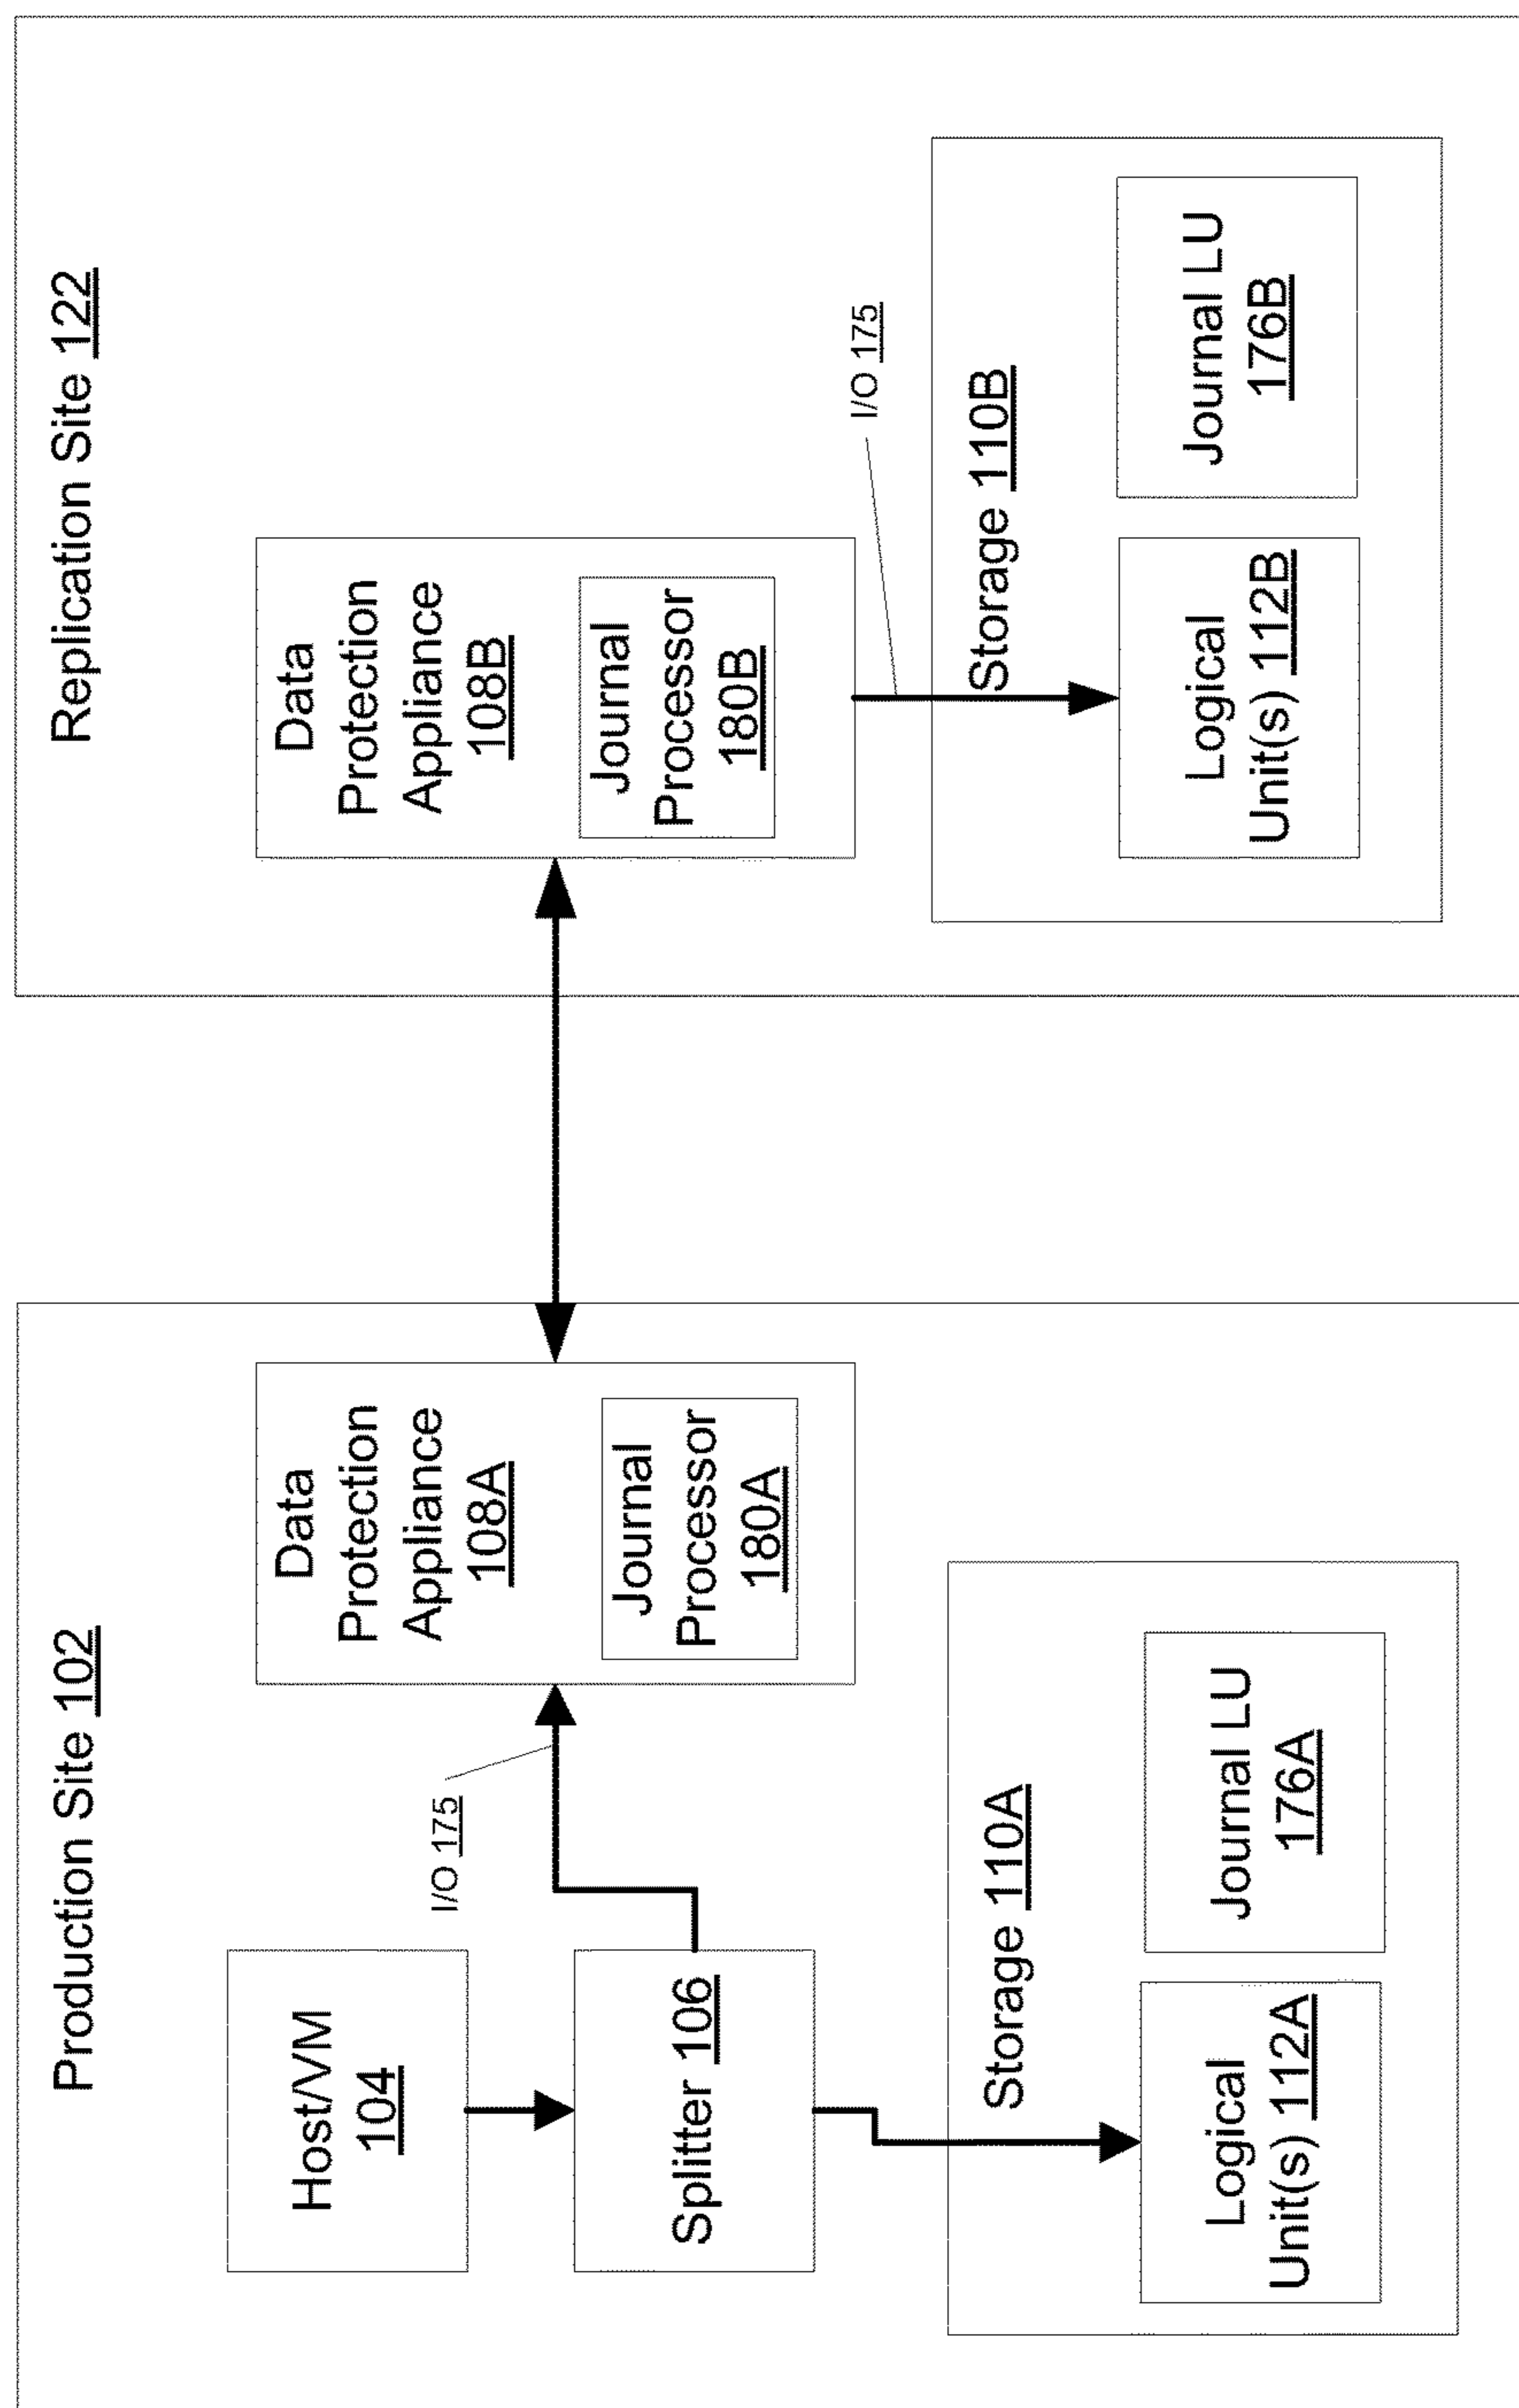 Production Site 102
Host/VM
104
Splitter 106
I/O 175
Data
Protection
Appliance
108A
Journal
Processor
180A
Storage 110A
Logical
Unit(s) 112A
Journal LU
176A
Replication Site 122
Data
Protection
Appliance
108B
Journal
Processor
180B
I/O 175
Storage 110B
Logical
Unit(s) 112B
Journal LU
176B